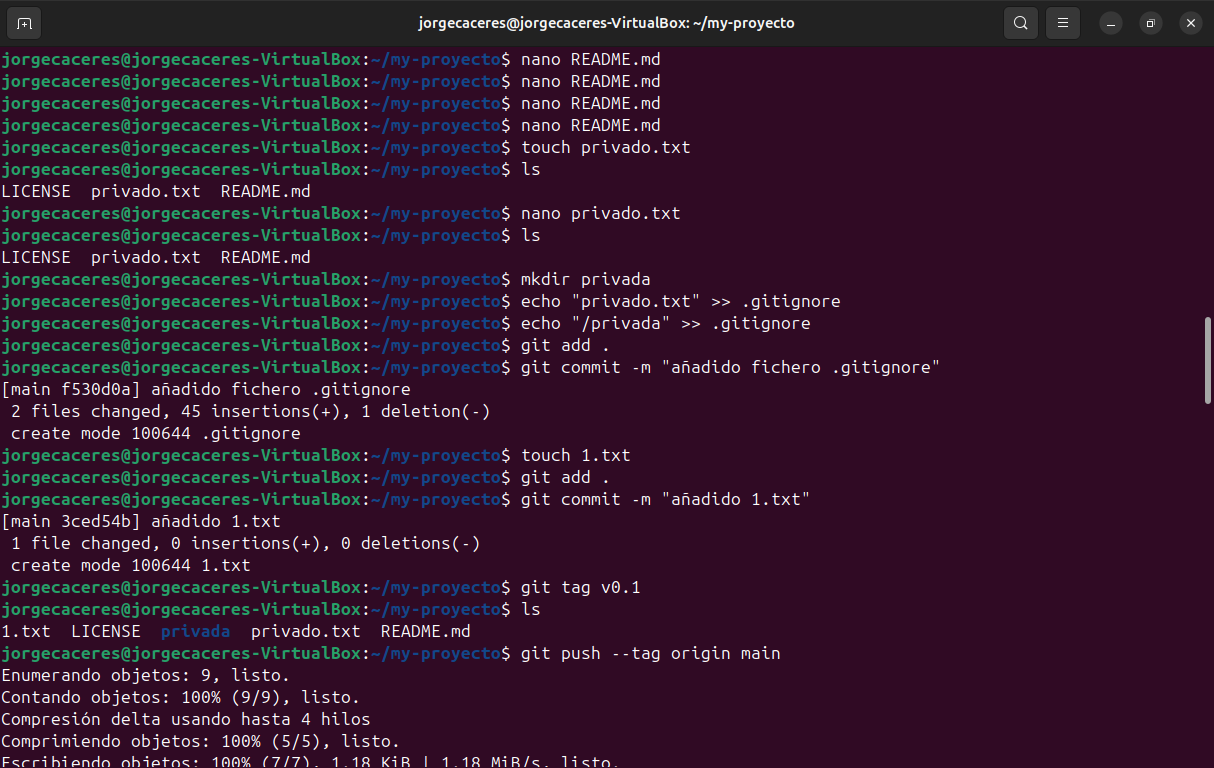 jorgecaceres@jorgecaceres-VirtualBox: ~/my-proyecto
jorgecaceres@jorgecaceres-VirtualBox:~/my-proyecto$ nano README.md
jorgecaceres@jorgecaceres-VirtualBox:~/my-proyecto$ nano README.md
jorgecaceres@jorgecaceres-VirtualBox:~/my-proyecto$ nano README.md
jorgecaceres@jorgecaceres-VirtualBox:~/my-proyecto$ nano README.md
jorgecaceres@jorgecaceres-VirtualBox:~/my-proyecto$ touch privado.txt
jorgecaceres@jorgecaceres-VirtualBox:~/my-proyecto$ ls
LICENSE  privado.txt  README.md
jorgecaceres@jorgecaceres-VirtualBox:~/my-proyecto$ nano privado.txt
jorgecaceres@jorgecaceres-VirtualBox:~/my-proyecto$ ls
LICENSE  privado.txt  README.md
jorgecaceres@jorgecaceres-VirtualBox:~/my-proyecto$ mkdir privada
jorgecaceres@jorgecaceres-VirtualBox:~/my-proyecto$ echo "privado.txt" >> .gitignore
jorgecaceres@jorgecaceres-VirtualBox:~/my-proyecto$ echo "/privada" >> .gitignore
jorgecaceres@jorgecaceres-VirtualBox:~/my-proyecto$ git add .
jorgecaceres@jorgecaceres-VirtualBox:~/my-proyecto$ git commit -m "añadido fichero .gitignore"
[main f530d0a] añadido fichero .gitignore
 2 files changed, 45 insertions(+), 1 deletion(-)
 create mode 100644 .gitignore
jorgecaceres@jorgecaceres-VirtualBox:~/my-proyecto$ touch 1.txt
jorgecaceres@jorgecaceres-VirtualBox:~/my-proyecto$ git add .
jorgecaceres@jorgecaceres-VirtualBox:~/my-proyecto$ git commit -m "añadido 1.txt"
[main 3ced54b] añadido 1.txt
 1 file changed, 0 insertions(+), 0 deletions(-)
 create mode 100644 1.txt
jorgecaceres@jorgecaceres-VirtualBox:~/my-proyecto$ git tag v0.1
jorgecaceres@jorgecaceres-VirtualBox:~/my-proyecto$ ls
1.txt  LICENSE  privada  privado.txt  README.md
jorgecaceres@jorgecaceres-VirtualBox:~/my-proyecto$ git push --tag origin main
Enumerando objetos: 9, listo.
Contando objetos: 100% (9/9), listo.
Compresión delta usando hasta 4 hilos
Comprimiendo objetos: 100% (5/5), listo.
Escribiendo objetos: 100% (7/7), 1.18 KiB | 1.18 MiB/s, listo.